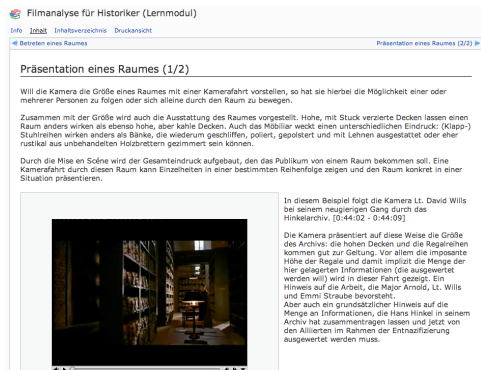 Filmanalyse für Historiker (Lernmodul)
Info Inhalt Inhaltsverzeichnis Druckansicht
Betreten eines Raumes Präsentation eines Raumes (2/2)
Präsentation eines Raumes (1/2)
Will die Kamera die Größe eines Raumes mit einer Kamerafahrt vorstellen, so hat sie hierbei die Möglichkeit einer oder
mehrerer Personen zu folgen oder sich alleine durch den Raum zu bewegen.
Zusammen mit der Größe wird auch die Ausstattung des Raumes vorgestellt. Hohe, mit Stuck verzierte Decken lassen einen
Raum anders wirken als ebenso hohe, aber kahle Decken. Auch das Möbiliar weckt einen unterschiedlichen Eindruck: (Klapp-)
Stuhlreihen wirken anders als Bänke, die wiederum geschliffen, poliert, gepolstert und mit Lehnen ausgestattet oder eher
rustikal aus unbehandelten Holzbrettern gezimmert sein können.
Durch die Mise en Scéne wird der Gesamteindruck aufgebaut, den das Publikum von einem Raum bekommen soll. Eine
Kamerafahrt durch diesen Raum kann Einzelheiten in einer bestimmten Reihenfolge zeigen und den Raum konkret in einer
Situation präsentieren.
In diesem Beispiel folgt die Kamera Lt. David Wills
bei seinem neugierigen Gang durch das
Hinkelarchiv. [0:44:02 - 0:44:09]
Die Kamera präsentiert auf diese Weise die Größe
des Archivs: die hohen Decken und die Regalreihen
kommen gut zur Geltung. Vor allem die imposante
Höhe der Regale und damit implizit die Menge der
hier gelagerten Informationen (die ausgewertet
werden will) wird in dieser Fahrt gezeigt. Ein
Hinweis auf die Arbeit, die Major Arnold, Lt. Wills
und Emmi Straube bevorsteht.
Aber auch ein grundsätzlicher Hinweis auf die
Menge an Informationen, die Hans Hinkel in seinem
Archiv hat zusammentragen lassen und jetzt von
den Alliierten im Rahmen der Entnazifizierung
ausgewertet werden muss.